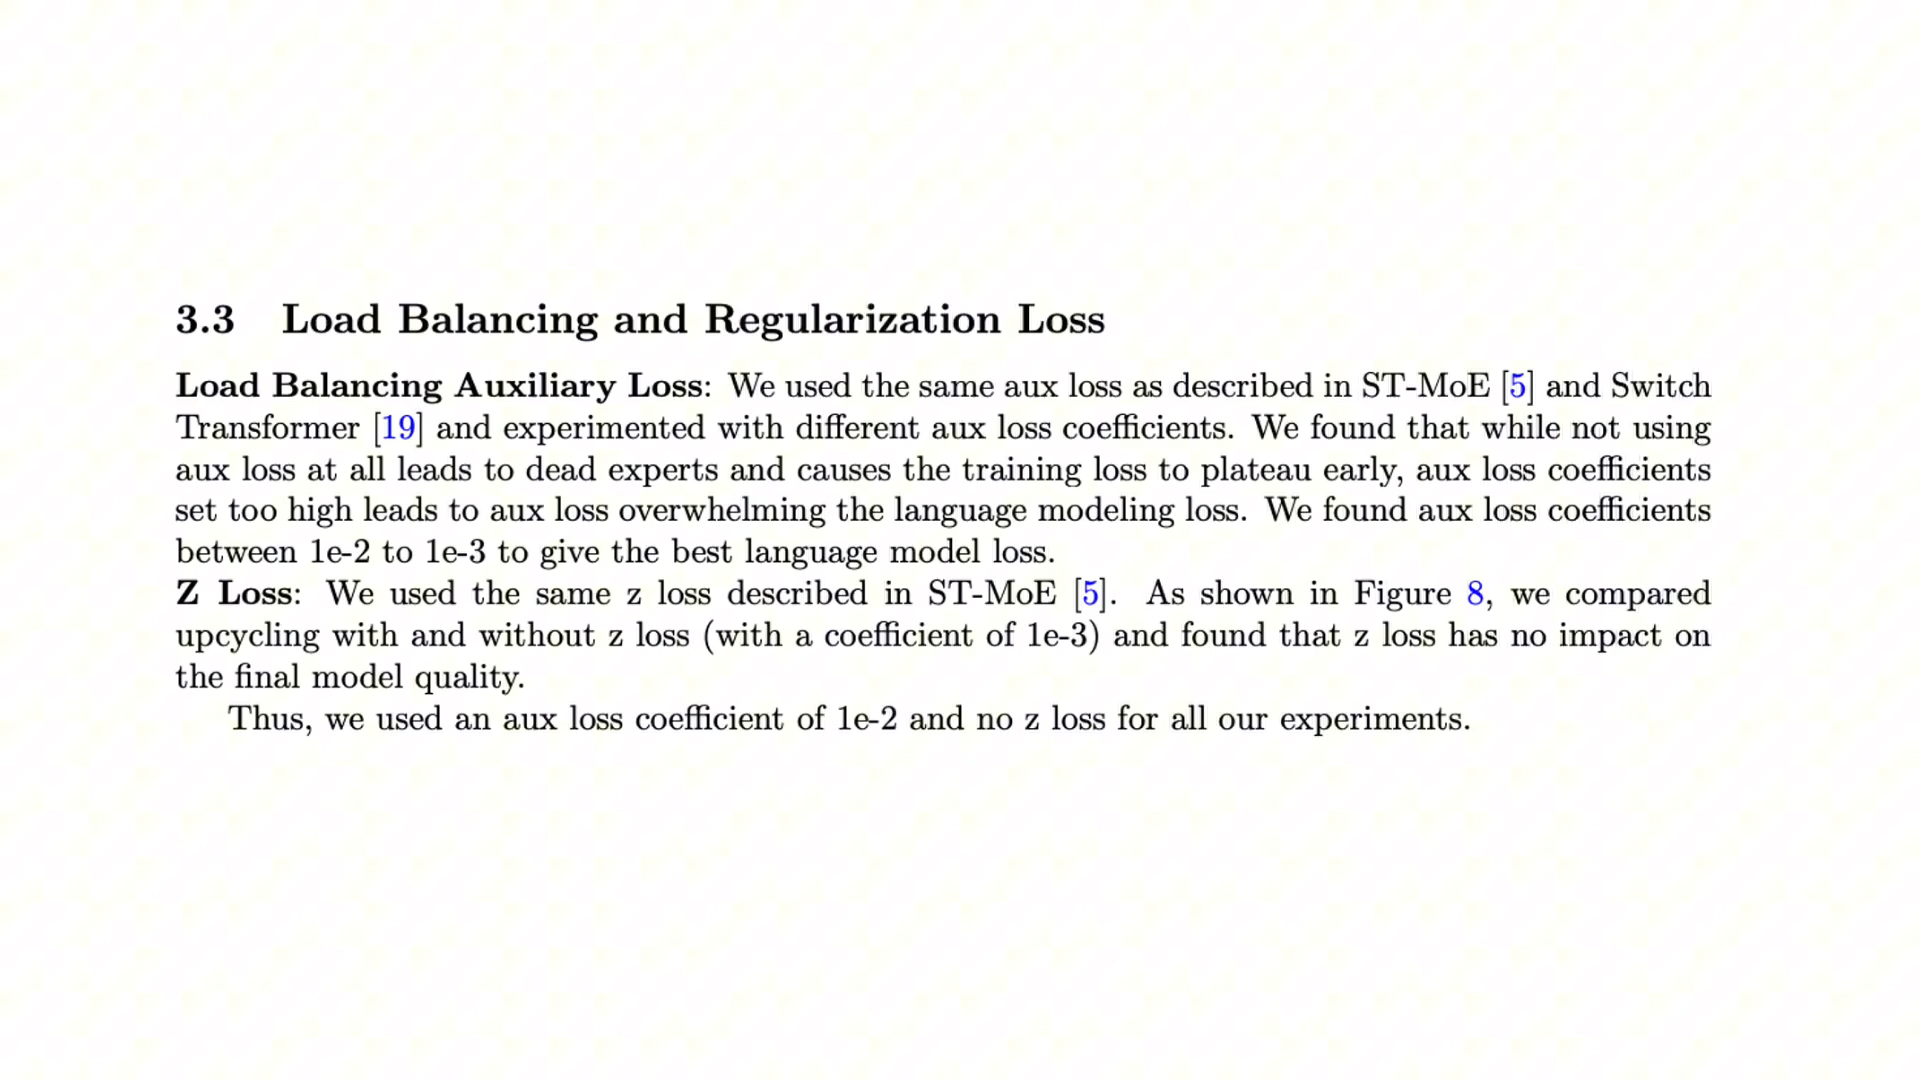 3.3 Load Balancing and Regularization Loss
Load Balancing Auxiliary Loss: We used the same aux loss as described in ST-MoE [5] and Switch
Transformer [19] and experimented with different aux loss coefficients. We found that while not using
aux loss at all leads to dead experts and causes the training loss to plateau early, aux loss coefficients
set too high leads to aux loss overwhelming the language modeling loss. We found aux loss coefficients
between 1e-2 to 1e-3 to give the best language model loss.
Z Loss: We used the same z loss described in ST-MoE [5]. As shown in Figure 8, we compared
upcycling with and without z loss (with a coefficient of 1e-3) and found that z loss has no impact on
the final model quality.
Thus, we used an aux loss coefficient of 1e-2 and no z loss for all our experiments.